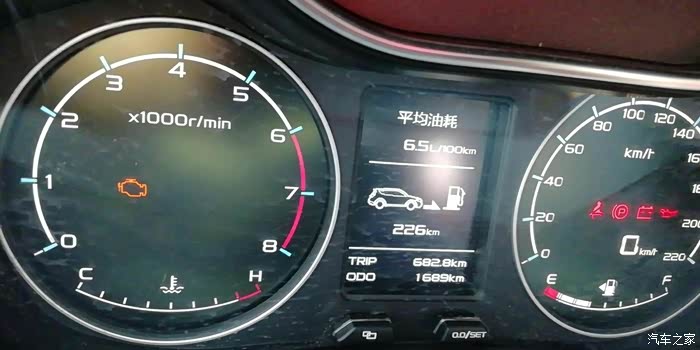 0
1
2
3
4
5
6
7
8
x1000r/min
C
H
平均油耗
6.5L/100km
226km
TRIP 682.8km
ODO 1689km
0.0/SET
0
20
40
60
80
100
120
140
200
220
km/h
P
0km/h
E
F
汽车之家